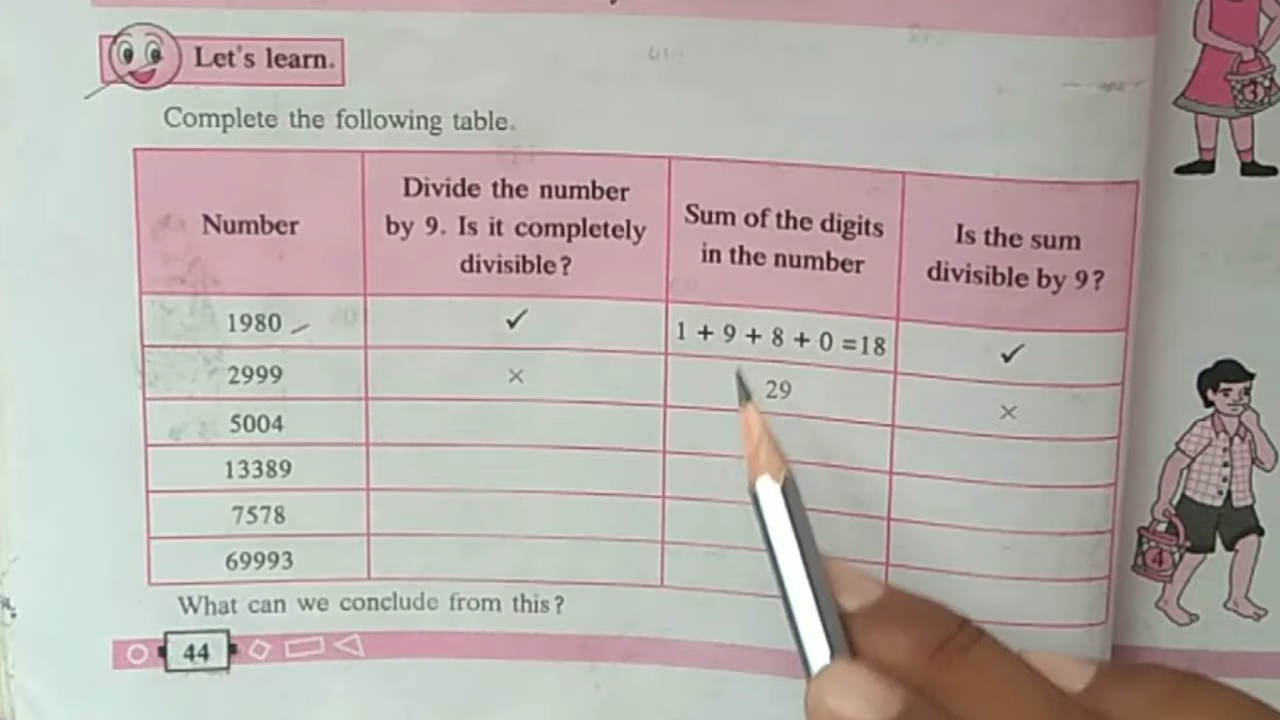 Let's learn.
Complete the following table.
Number
Divide the number
by 9. Is it completely
divisible?
Sum of the digits
in the number
Is the sum
divisible by 9?
1980
✓
1 + 9 + 8 + 0 =18
✓
2999
×
29
×
5004
13389
7578
69993
What can we conclude from this?
44
3
4